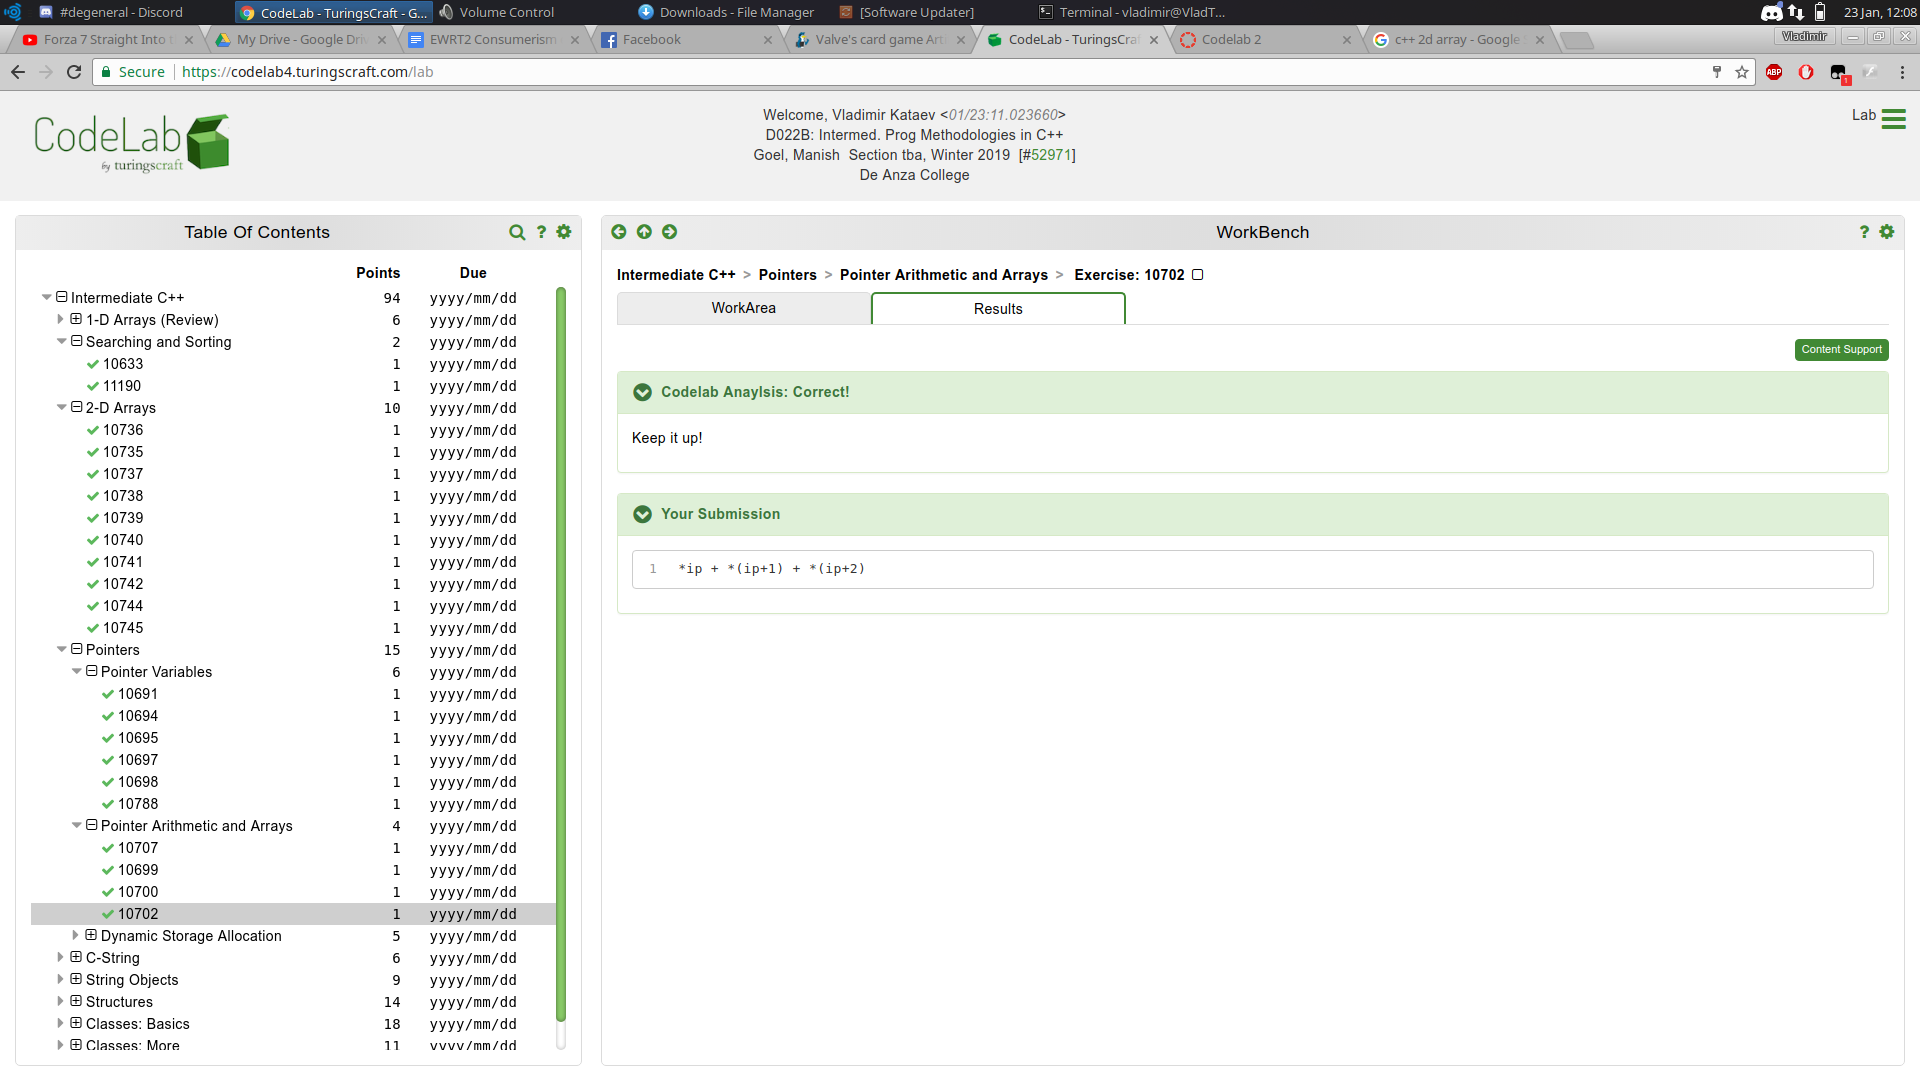 #degeneral - Discord
CodeLab - TuringsCraft - G...
Volume Control
Downloads - File Manager
[Software Updater]
Terminal - vladimir@VladT...
23 Jan, 12:08
Forza 7 Straight Into t
My Drive - Google Dri
EWRT2 Consumerism
Facebook
Valve's card game Art
CodeLab - TuringsCraf
Codelab 2
c++ 2d array - Google
Vladimir
Secure
https://codelab4.turingscraft.com/lab
ABP
1
CodeLab
by turingscraft
Welcome, Vladimir Kataev <01/23:11.023660>
D022B: Intermed. Prog Methodologies in C++
Goel, Manish Section tba, Winter 2019 [#52971]
De Anza College
Lab
Table Of Contents
?
Points Due
Intermediate C++ 94 yyyy/mm/dd
1-D Arrays (Review) 6 yyyy/mm/dd
Searching and Sorting 2 yyyy/mm/dd
10633 1 yyyy/mm/dd
11190 1 yyyy/mm/dd
2-D Arrays 10 yyyy/mm/dd
10736 1 yyyy/mm/dd
10735 1 yyyy/mm/dd
10737 1 yyyy/mm/dd
10738 1 yyyy/mm/dd
10739 1 yyyy/mm/dd
10740 1 yyyy/mm/dd
10741 1 yyyy/mm/dd
10742 1 yyyy/mm/dd
10744 1 yyyy/mm/dd
10745 1 yyyy/mm/dd
Pointers 15 yyyy/mm/dd
Pointer Variables 6 yyyy/mm/dd
10691 1 yyyy/mm/dd
10694 1 yyyy/mm/dd
10695 1 yyyy/mm/dd
10697 1 yyyy/mm/dd
10698 1 yyyy/mm/dd
10788 1 yyyy/mm/dd
Pointer Arithmetic and Arrays 4 yyyy/mm/dd
10707 1 yyyy/mm/dd
10699 1 yyyy/mm/dd
10700 1 yyyy/mm/dd
10702 1 yyyy/mm/dd
Dynamic Storage Allocation 5 yyyy/mm/dd
C-String 6 yyyy/mm/dd
String Objects 9 yyyy/mm/dd
Structures 14 yyyy/mm/dd
Classes: Basics 18 yyyy/mm/dd
Classes: More 11 yyyy/mm/dd
WorkBench
?
Intermediate C++ > Pointers > Pointer Arithmetic and Arrays > Exercise: 10702
WorkArea
Results
Content Support
Codelab Anaylsis: Correct!
Keep it up!
Your Submission
1 *ip + *(ip+1) + *(ip+2)